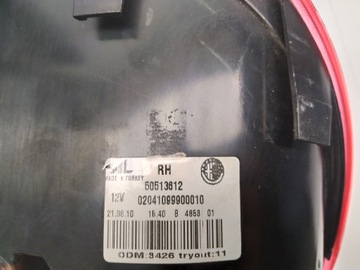 RH
MADE IN TURKEY
50513612
12V 02041099900010
21.06.10 16.40 B 4853 01
ODM.3426 tryout:11